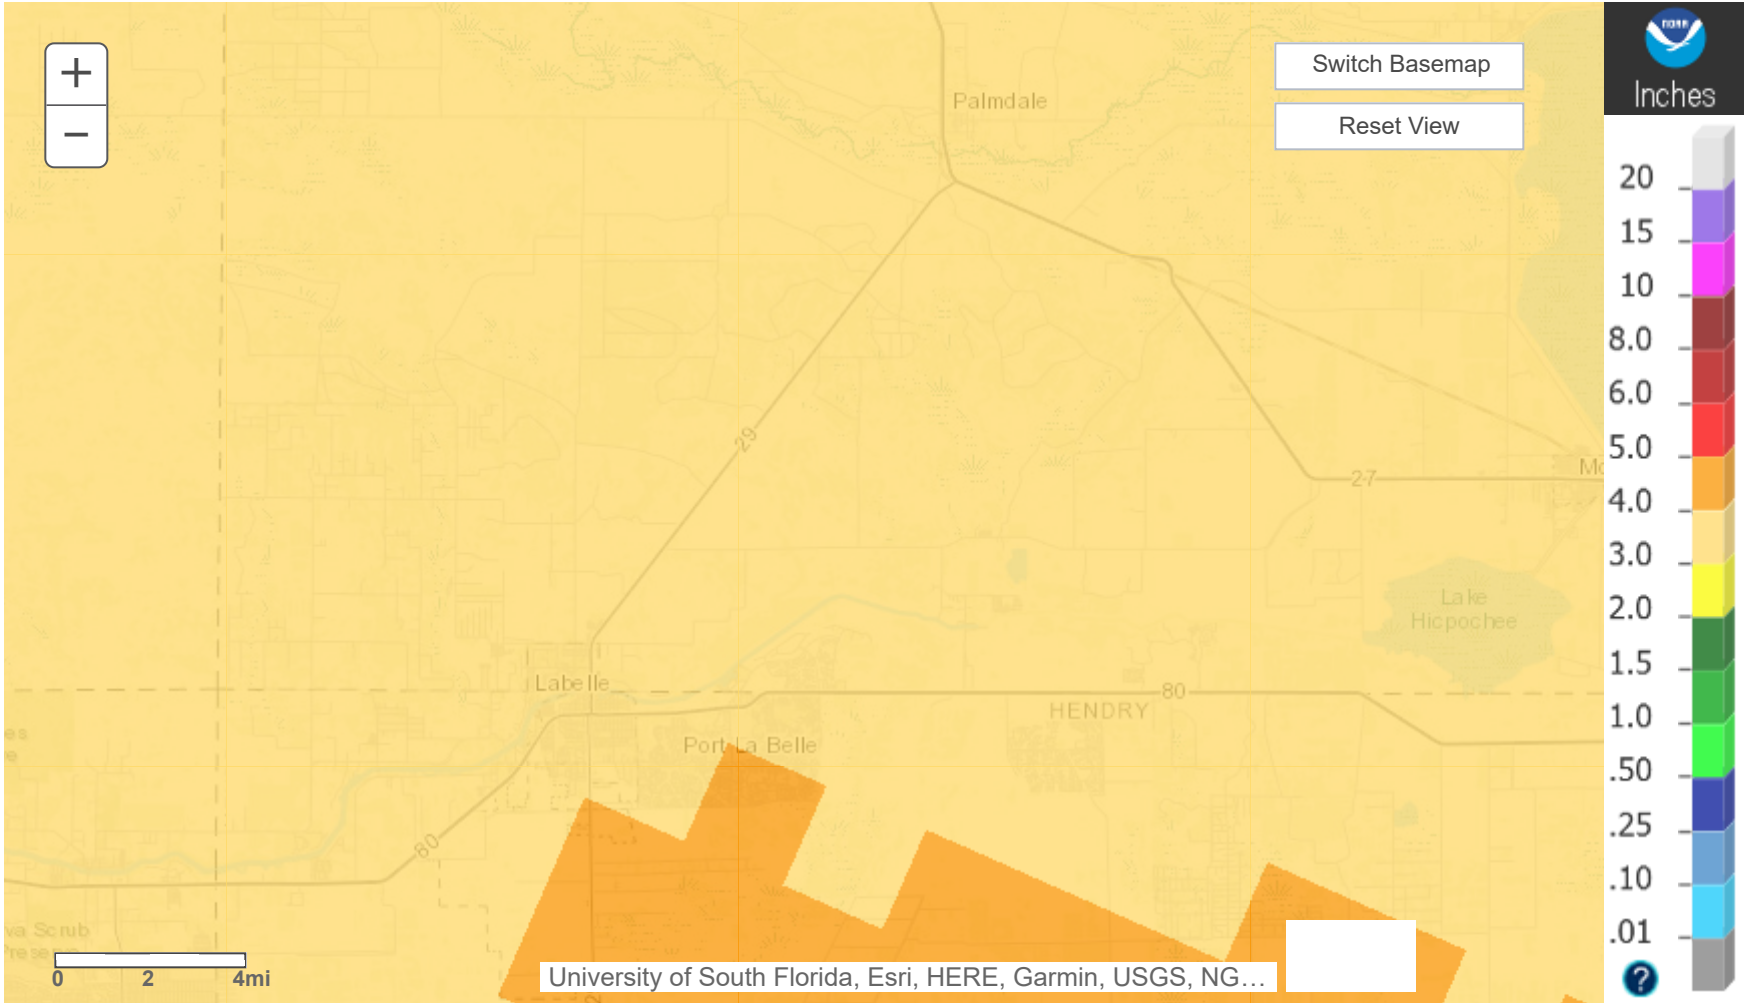 +
−
Palmdale
Switch Basemap
Reset View
NOAA
Inches
20
15
10
8.0
6.0
5.0
4.0
3.0
2.0
1.5
1.0
.50
.25
.10
.01
?
29
27
Lake
Hicpochee
Labelle
80
HENDRY
Port La Belle
80
Scrub
0 2 4mi
University of South Florida, Esri, HERE, Garmin, USGS, NG…